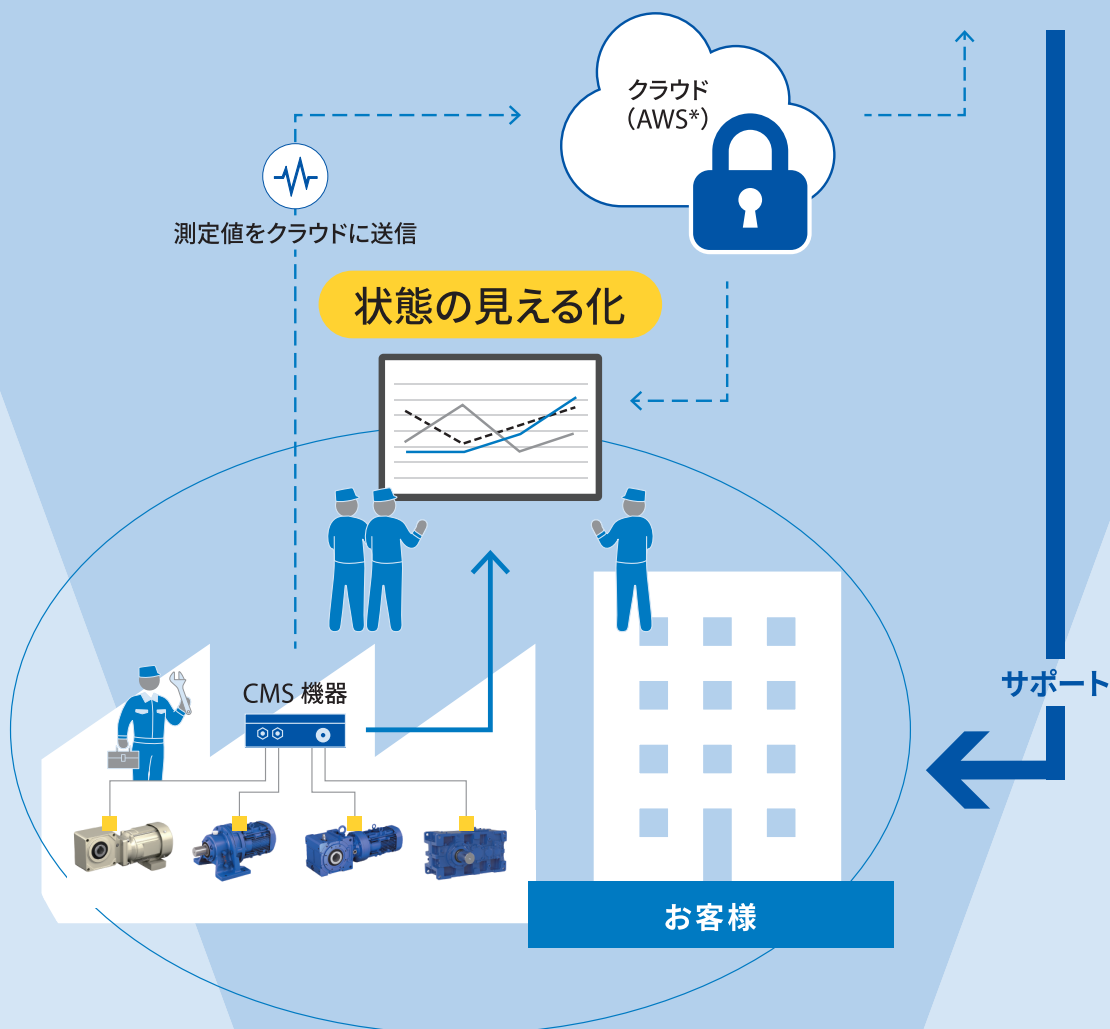 クラウド
（AWS*）
測定値をクラウドに送信
状態の見える化
CMS 機器
サポート
お客様